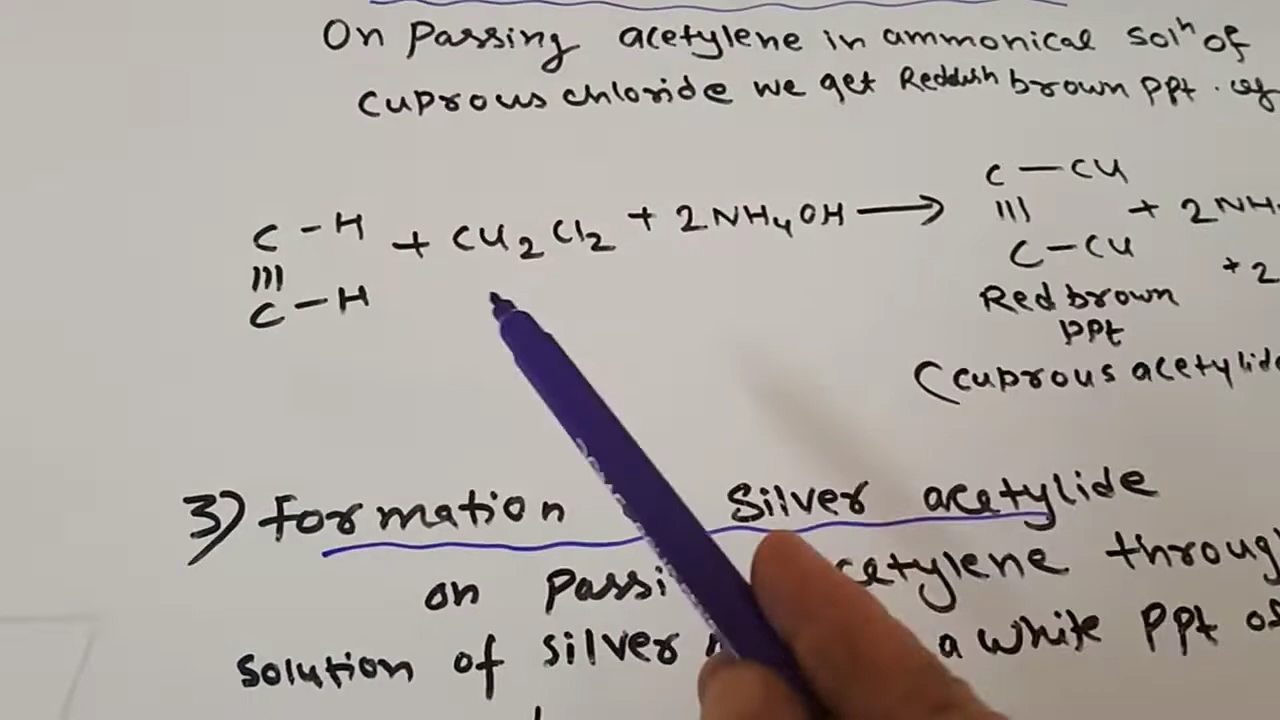 On Passing acetylene in ammonical solⁿ of
cuprous chloride we get Reddish brown ppt. of
C - H
≡
C - H
+ Cu₂Cl₂ + 2NH₄OH ⟶
C - Cu
≡
C - Cu
+ 2NH
+ 2
Red brown
ppt
(cuprous acetylide
3) Formation Silver acetylide
on passi cetylene throug
solution of silver a white ppt of